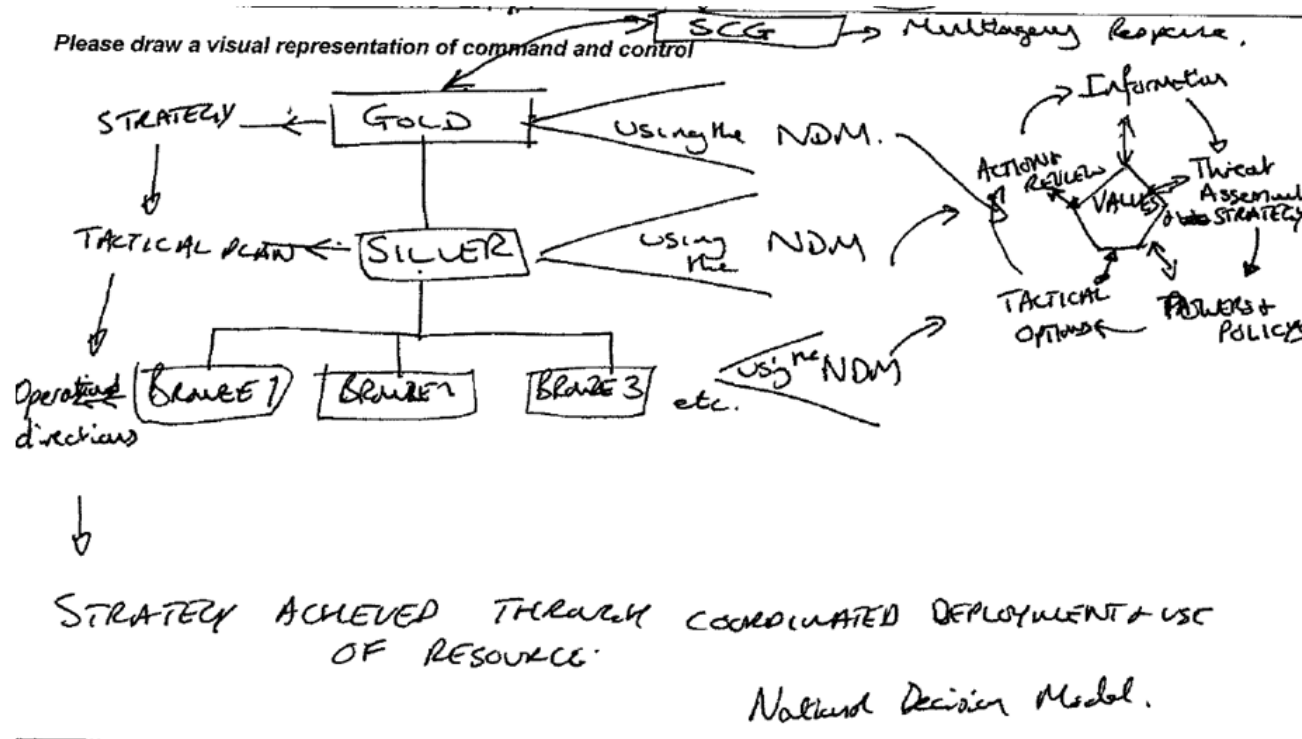 SCG → Multiagency Response.
Please draw a visual representation of command and control
STRATEGY
GOLD
using the NDM.
Information
ACTION &
REVIEW
VALUES
Threat
Assessment
STRATEGY
TACTICAL PLAN
SILVER
using
the
NDM
TACTICAL
OPTIONS
POWERS +
POLICY
Operational
directions
BRONZE 1
BRONZE 2
BRONZE 3
etc.
using the NDM
STRATEGY ACHIEVED THROUGH COORDINATED DEPLOYMENT + USE
OF RESOURCE.
National Decision Model.